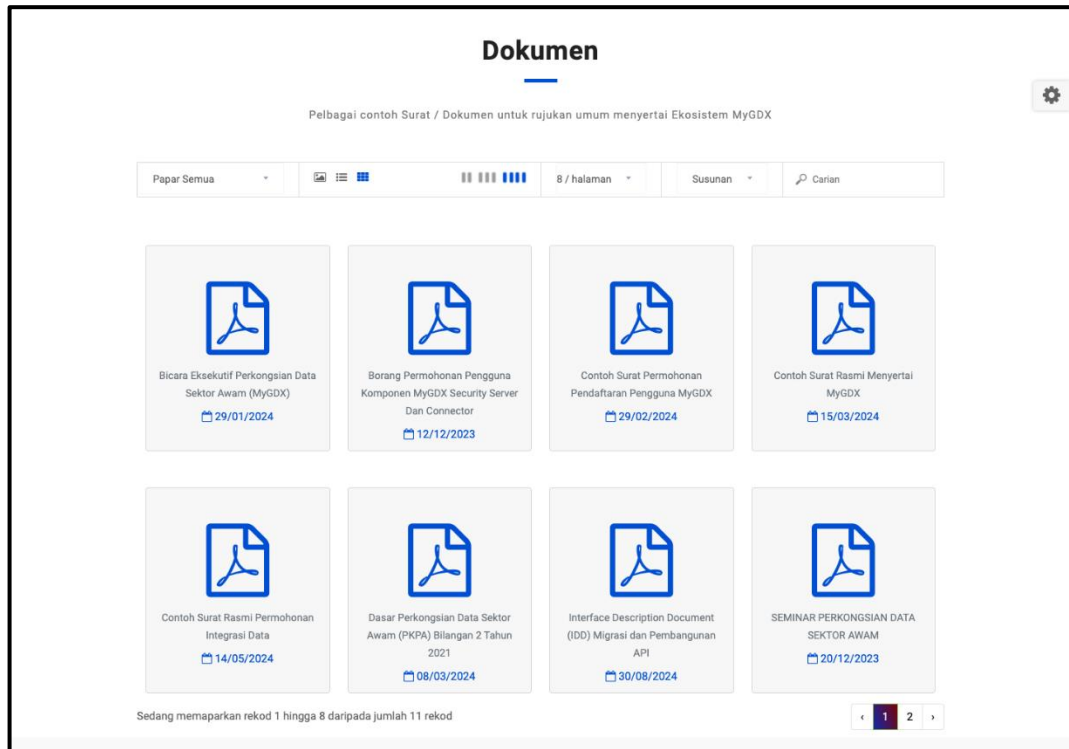 Dokumen
Pelbagai contoh Surat / Dokumen untuk rujukan umum menyertai Ekosistem MyGDX
Papar Semua
8 / halaman
Susunan
Carian
Bicara Eksekutif Perkongsian Data
Sektor Awam (MyGDX)
29/01/2024
Borang Permohonan Pengguna
Komponen MyGDX Security Server
Dan Connector
12/12/2023
Contoh Surat Permohonan
Pendaftaran Pengguna MyGDX
29/02/2024
Contoh Surat Rasmi Menyertai
MyGDX
15/03/2024
Contoh Surat Rasmi Permohonan
Integrasi Data
14/05/2024
Dasar Perkongsian Data Sektor
Awam (PKPA) Bilangan 2 Tahun
2021
08/03/2024
Interface Description Document
(IDD) Migrasi dan Pembangunan
API
30/08/2024
SEMINAR PERKONGSIAN DATA
SEKTOR AWAM
20/12/2023
Sedang memaparkan rekod 1 hingga 8 daripada jumlah 11 rekod
‹ 1 2 ›